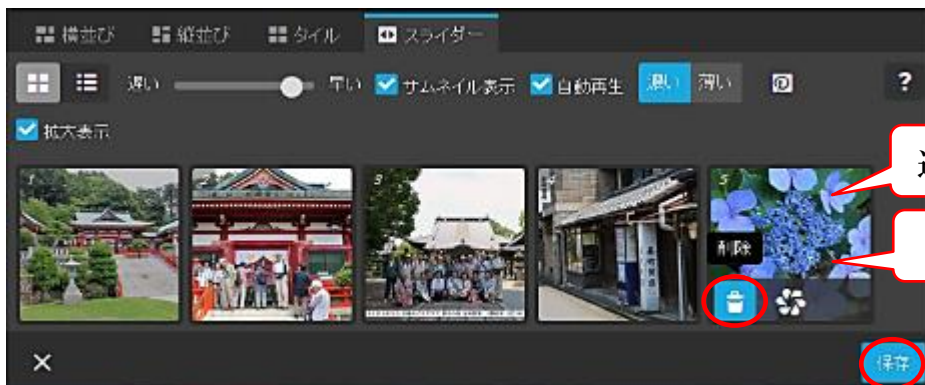 横並び 縦並び タイル スライダー
遅い 早い サムネイル表示 自動再生 濃い 薄い ?
拡大表示
1 2 3 4 5
削除
保存